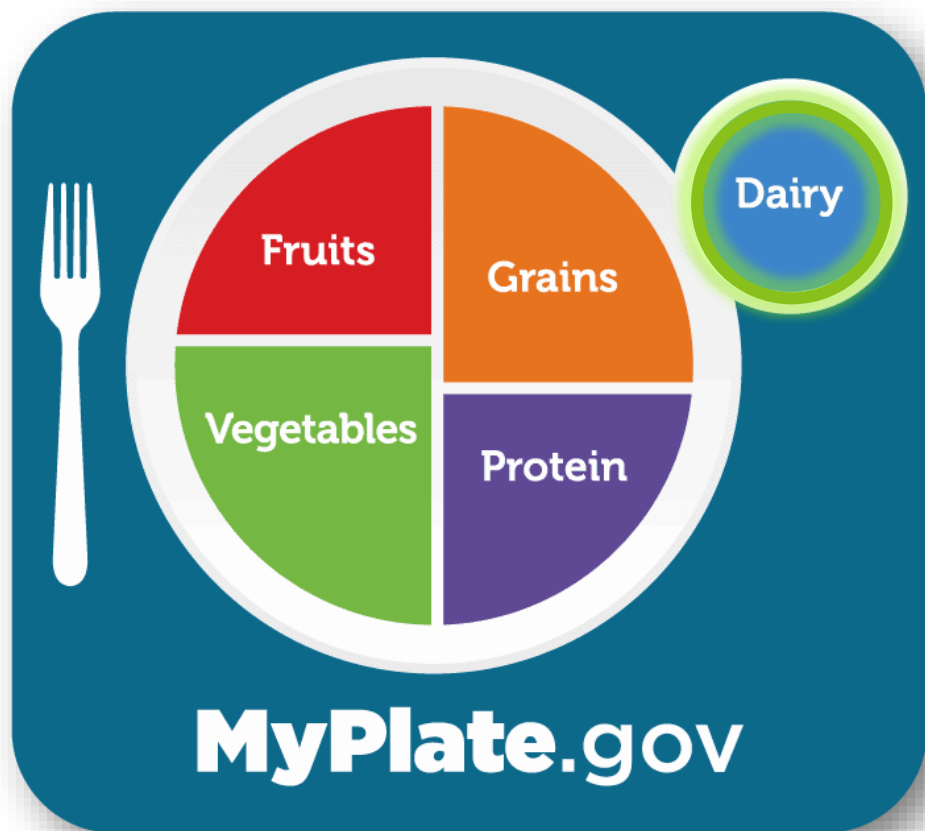 Fruits
Grains
Dairy
Vegetables
Protein
MyPlate.gov